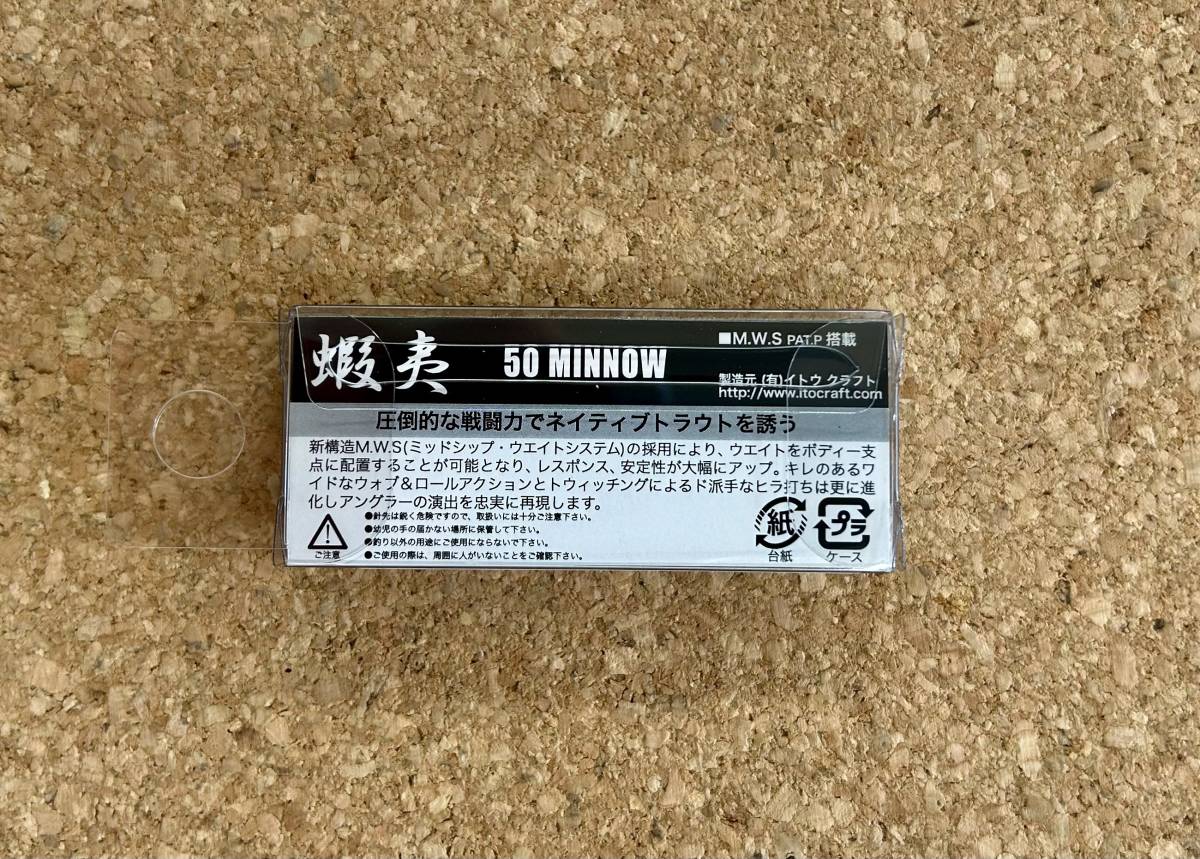 蝦夷 50 MINNOW
■M.W.S PAT.P 搭載
製造元 (有)イトウ クラフト
http://www.itocraft.com
圧倒的な戦闘力でネイティブトラウトを誘う
新構造M.W.S(ミッドシップ・ウエイトシステム)の採用により、ウエイトをボディー支
点に配置することが可能となり、レスポンス、安定性が大幅にアップ。キレのあるワ
イドなウォブ&ロールアクションとトウィッチングによるド派手なヒラ打ちは更に進
化しアングラーの演出を忠実に再現します。
●針先は鋭く危険ですので、取扱いには十分ご注意下さい。
●幼児の手の届かない場所に保管して下さい。
●釣り以外の用途にご使用にならないで下さい。
●ご使用の際は、周囲に人がいないことをご確認下さい。
ご注意
紙
台紙
プラ
ケース